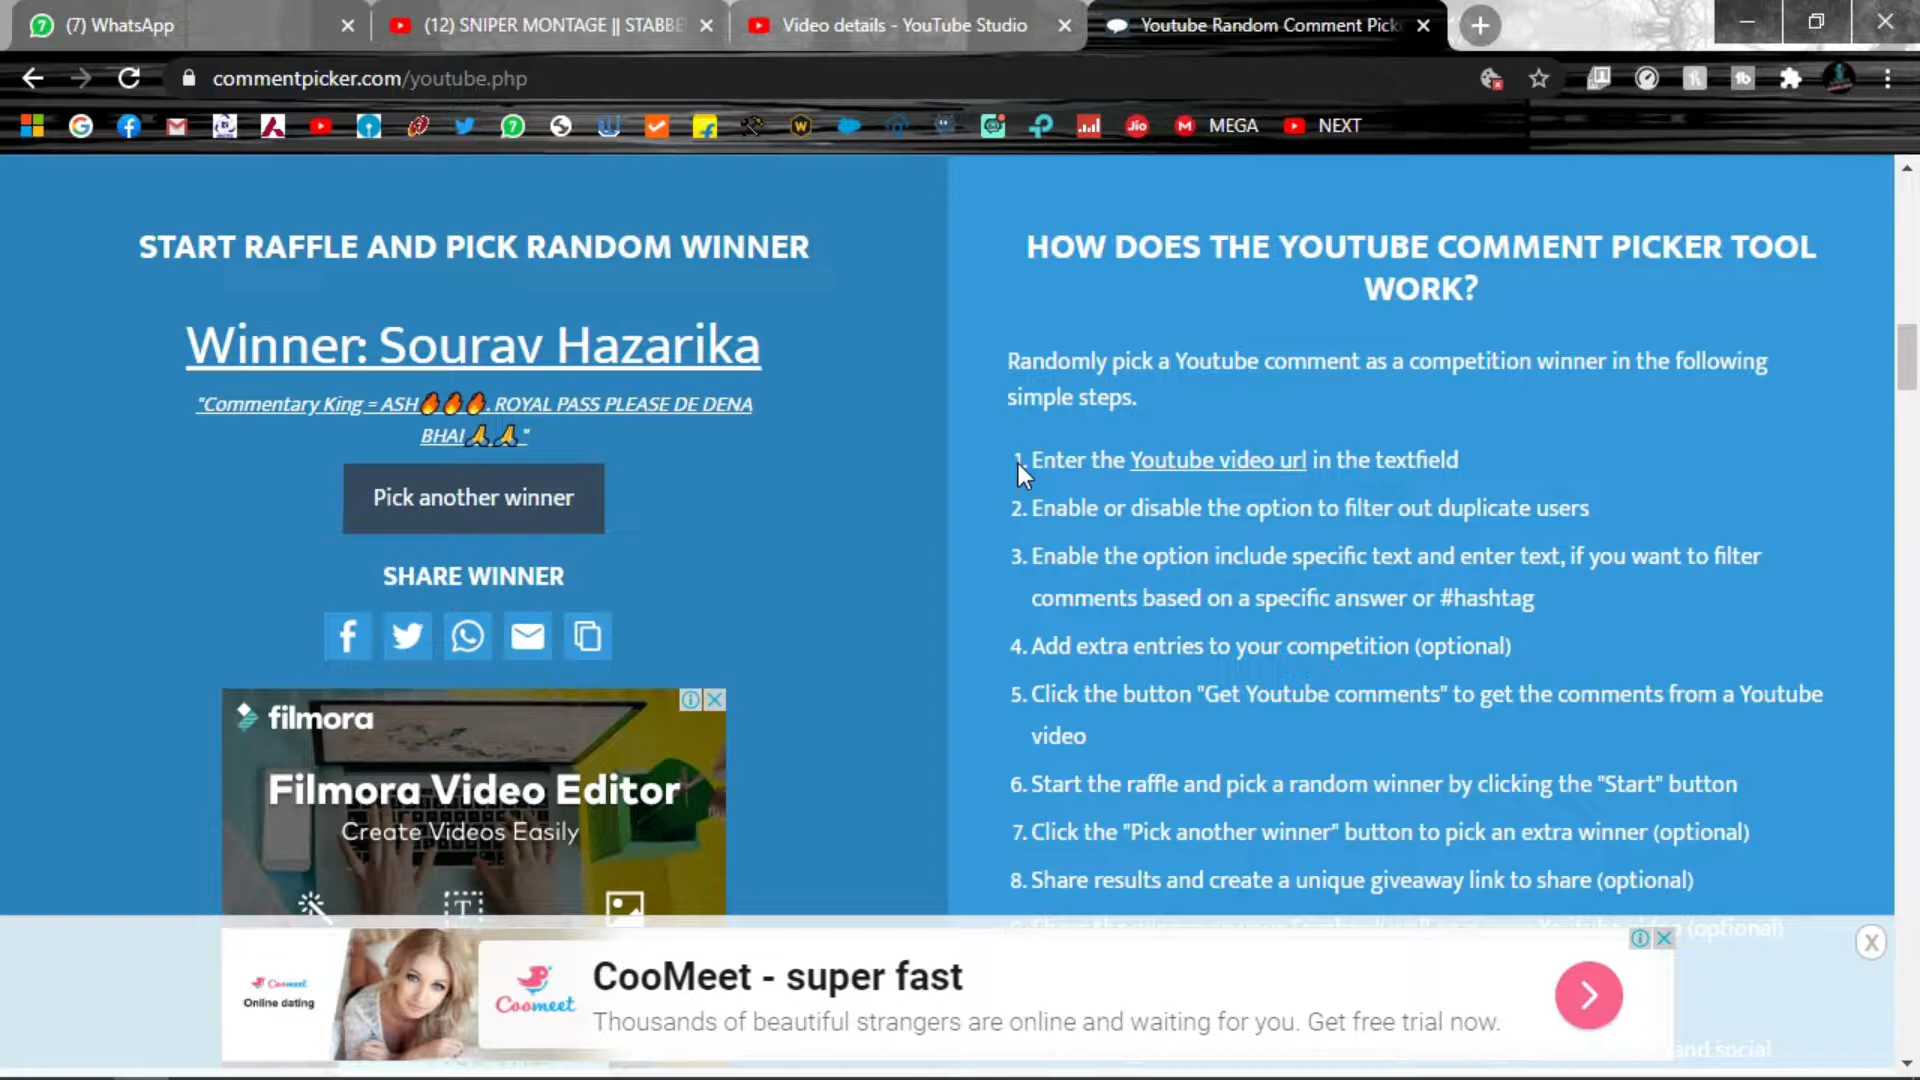 (7) WhatsApp
(12) SNIPER MONTAGE || STABBE
Video details - YouTube Studio
Youtube Random Comment Pick
commentpicker.com/youtube.php
MEGA
NEXT
START RAFFLE AND PICK RANDOM WINNER
Winner: Sourav Hazarika
"Commentary King = ASH🔥🔥🔥. ROYAL PASS PLEASE DE DENA
BHAI🙏🙏"
Pick another winner
SHARE WINNER
filmora
Filmora Video Editor
Create Videos Easily
HOW DOES THE YOUTUBE COMMENT PICKER TOOL
WORK?
Randomly pick a Youtube comment as a competition winner in the following
simple steps.
1. Enter the Youtube video url in the textfield
2. Enable or disable the option to filter out duplicate users
3. Enable the option include specific text and enter text, if you want to filter
comments based on a specific answer or #hashtag
4. Add extra entries to your competition (optional)
5. Click the button "Get Youtube comments" to get the comments from a Youtube
video
6. Start the raffle and pick a random winner by clicking the "Start" button
7. Click the "Pick another winner" button to pick an extra winner (optional)
8. Share results and create a unique giveaway link to share (optional)
(optional)
Coomeet
Online dating
Coomeet
CooMeet - super fast
Thousands of beautiful strangers are online and waiting for you. Get free trial now.
and social